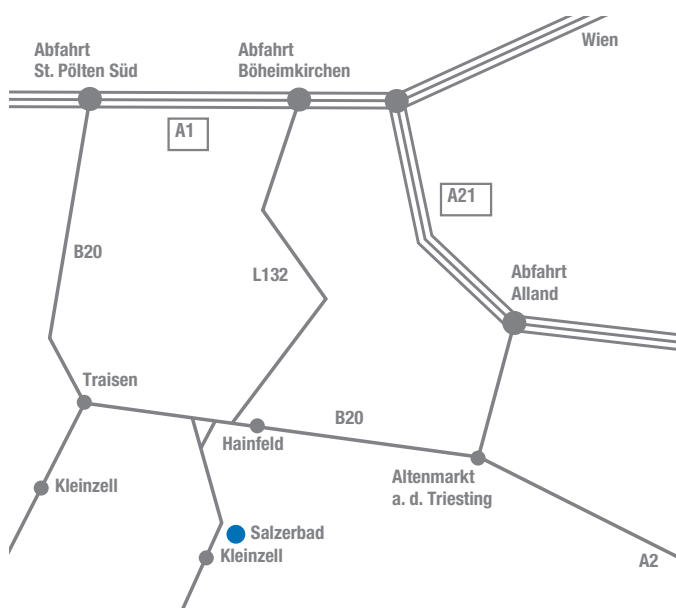 Wien
Abfahrt
St. Pölten Süd
Abfahrt
Böheimkirchen
A1
A21
B20
L132
Abfahrt
Alland
Traisen
B20
Hainfeld
Altenmarkt
a. d. Triesting
Kleinzell
Salzerbad
Kleinzell
A2